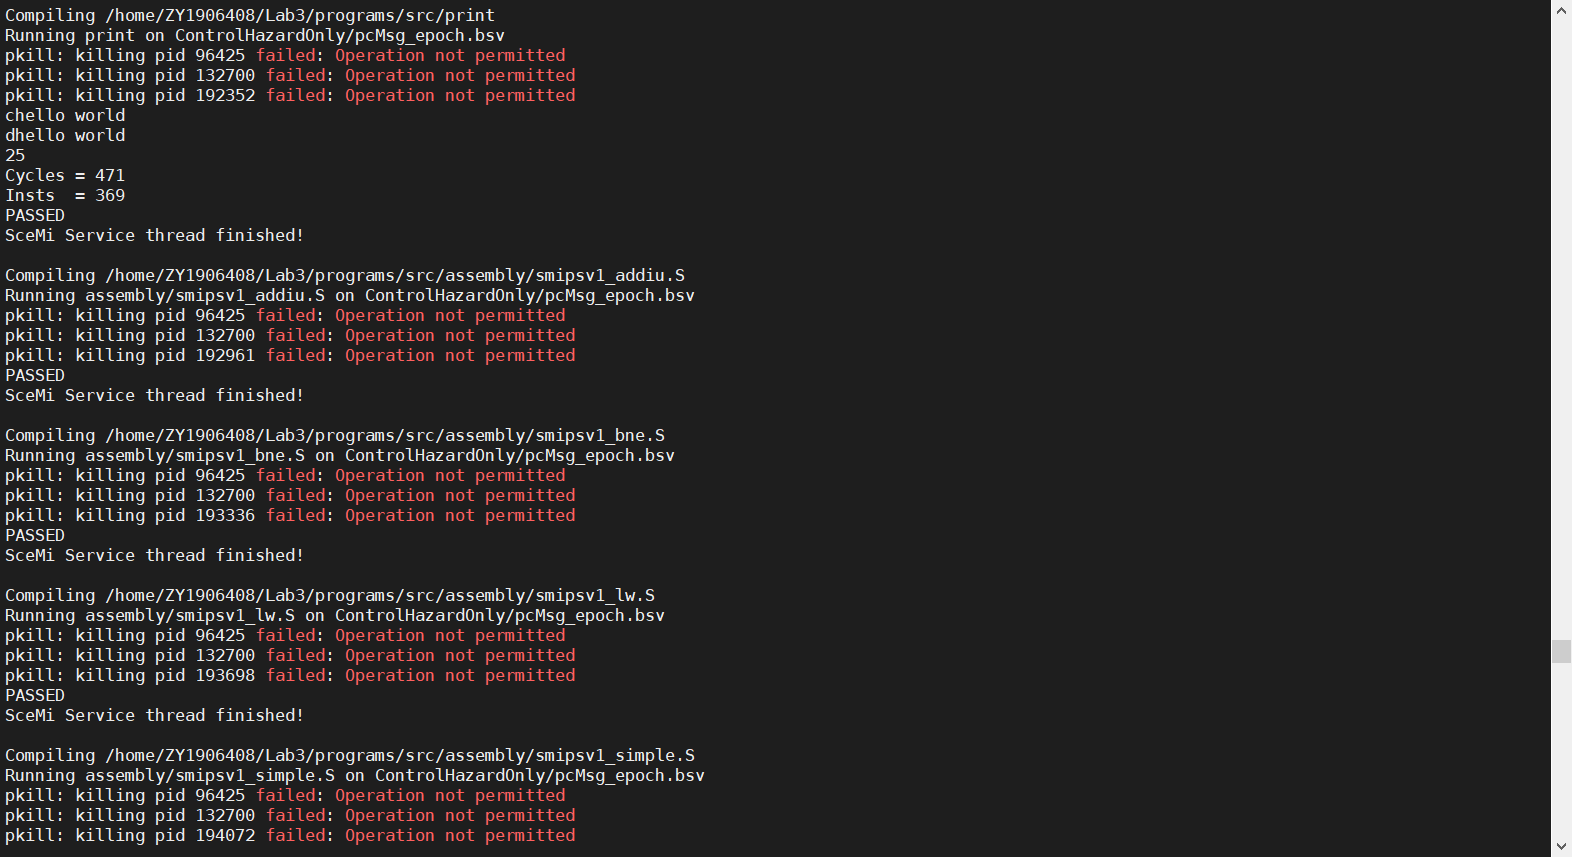 Compiling /home/ZY1906408/Lab3/programs/src/print
Running print on ControlHazardOnly/pcMsg_epoch.bsv
pkill: killing pid 96425 failed: Operation not permitted
pkill: killing pid 132700 failed: Operation not permitted
pkill: killing pid 192352 failed: Operation not permitted
chello world
dhello world
25
Cycles = 471
Insts  = 369
PASSED
SceMi Service thread finished!

Compiling /home/ZY1906408/Lab3/programs/src/assembly/smipsv1_addiu.S
Running assembly/smipsv1_addiu.S on ControlHazardOnly/pcMsg_epoch.bsv
pkill: killing pid 96425 failed: Operation not permitted
pkill: killing pid 132700 failed: Operation not permitted
pkill: killing pid 192961 failed: Operation not permitted
PASSED
SceMi Service thread finished!

Compiling /home/ZY1906408/Lab3/programs/src/assembly/smipsv1_bne.S
Running assembly/smipsv1_bne.S on ControlHazardOnly/pcMsg_epoch.bsv
pkill: killing pid 96425 failed: Operation not permitted
pkill: killing pid 132700 failed: Operation not permitted
pkill: killing pid 193336 failed: Operation not permitted
PASSED
SceMi Service thread finished!

Compiling /home/ZY1906408/Lab3/programs/src/assembly/smipsv1_lw.S
Running assembly/smipsv1_lw.S on ControlHazardOnly/pcMsg_epoch.bsv
pkill: killing pid 96425 failed: Operation not permitted
pkill: killing pid 132700 failed: Operation not permitted
pkill: killing pid 193698 failed: Operation not permitted
PASSED
SceMi Service thread finished!

Compiling /home/ZY1906408/Lab3/programs/src/assembly/smipsv1_simple.S
Running assembly/smipsv1_simple.S on ControlHazardOnly/pcMsg_epoch.bsv
pkill: killing pid 96425 failed: Operation not permitted
pkill: killing pid 132700 failed: Operation not permitted
pkill: killing pid 194072 failed: Operation not permitted